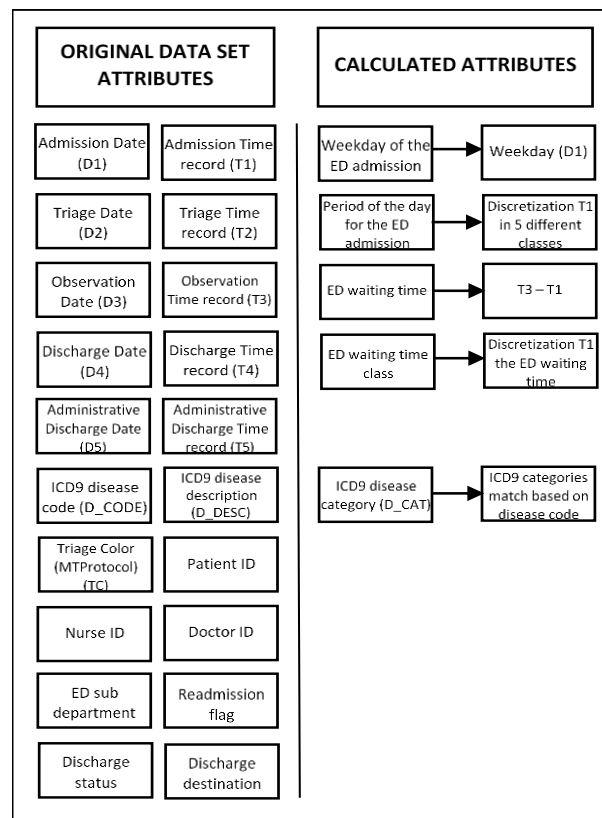 ORIGINAL DATA SET
ATTRIBUTES
CALCULATED ATTRIBUTES
Admission Date
(D1)
Admission Time
record (T1)
Weekday of the
ED admission
Weekday (D1)
Triage Date
(D2)
Triage Time
record (T2)
Period of the day
for the ED
admission
Discretization T1
in 5 different
classes
Observation
Date (D3)
Observation
Time record (T3)
ED waiting time
T3 – T1
Discharge Date
(D4)
Discharge Time
record (T4)
ED waiting time
class
Discretization T1
the ED waiting
time
Administrative
Discharge Date
(D5)
Administrative
Discharge Time
record (T5)
ICD9 disease
code (D_CODE)
ICD9 disease
description
(D_DESC)
ICD9 disease
category (D_CAT)
ICD9 categories
match based on
disease code
Triage Color
(MTProtocol)
(TC)
Patient ID
Nurse ID
Doctor ID
ED sub
department
Readmission
flag
Discharge
status
Discharge
destination